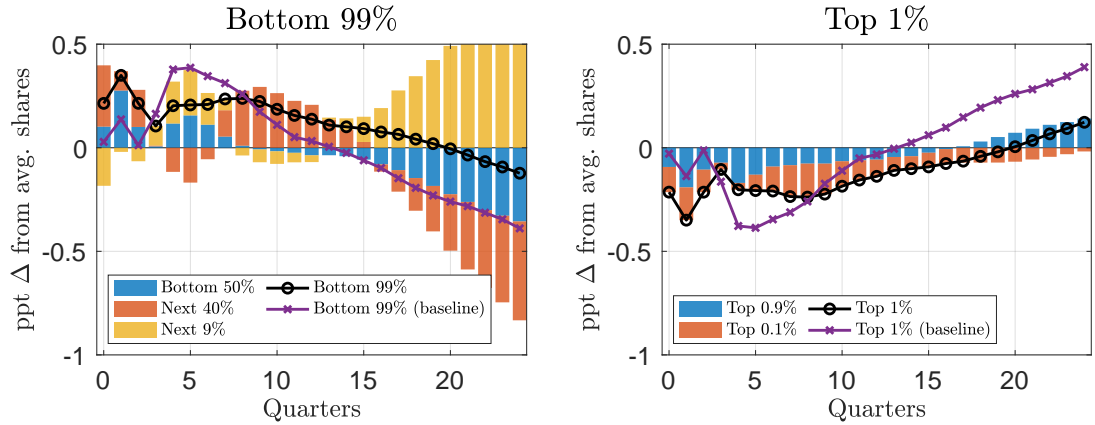 Bottom 99%
ppt Δ from avg. shares
0.5
0
-0.5
-1
Bottom 50%
Next 40%
Next 9%
Bottom 99%
Bottom 99% (baseline)
0 5 10 15 20
Quarters
Top 1%
ppt Δ from avg. shares
0.5
0
-0.5
-1
Top 0.9%
Top 0.1%
Top 1%
Top 1% (baseline)
0 5 10 15 20
Quarters